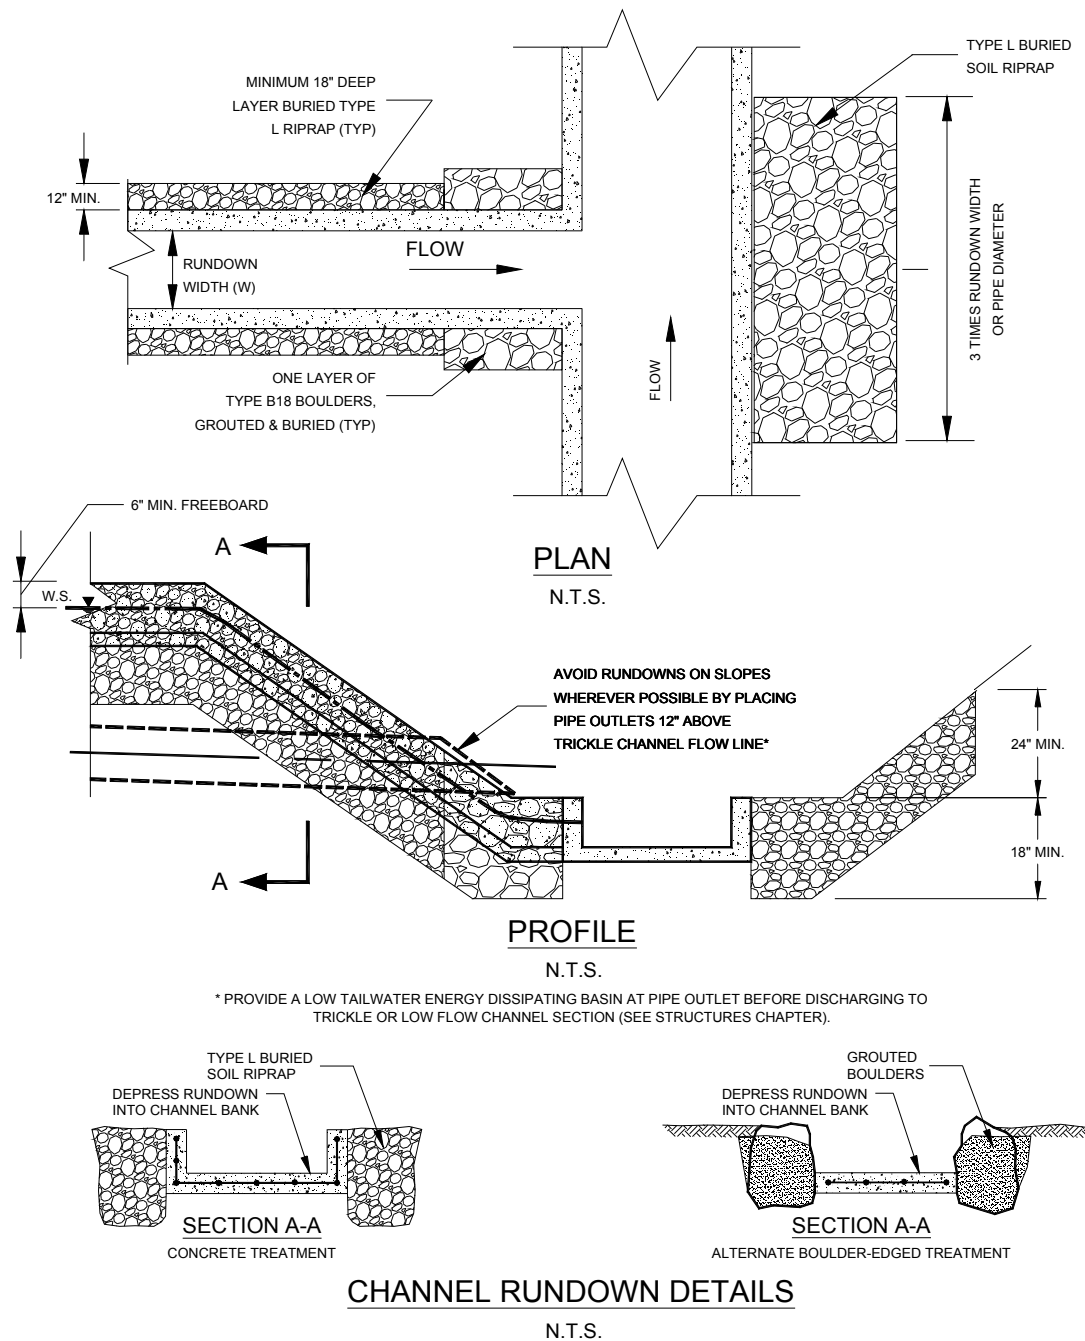 MINIMUM 18" DEEP
LAYER BURIED TYPE
L RIPRAP (TYP)
TYPE L BURIED
SOIL RIPRAP
12" MIN.
FLOW
RUNDOWN
WIDTH (W)
FLOW
3 TIMES RUNDOWN WIDTH
OR PIPE DIAMETER
ONE LAYER OF
TYPE B18 BOULDERS,
GROUTED & BURIED (TYP)
6" MIN. FREEBOARD
A
PLAN
N.T.S.
W.S.
AVOID RUNDOWNS ON SLOPES
WHEREVER POSSIBLE BY PLACING
PIPE OUTLETS 12" ABOVE
TRICKLE CHANNEL FLOW LINE*
24" MIN.
18" MIN.
A
PROFILE
N.T.S.
* PROVIDE A LOW TAILWATER ENERGY DISSIPATING BASIN AT PIPE OUTLET BEFORE DISCHARGING TO
TRICKLE OR LOW FLOW CHANNEL SECTION (SEE STRUCTURES CHAPTER).
TYPE L BURIED
SOIL RIPRAP
DEPRESS RUNDOWN
INTO CHANNEL BANK
SECTION A-A
CONCRETE TREATMENT
GROUTED
BOULDERS
DEPRESS RUNDOWN
INTO CHANNEL BANK
SECTION A-A
ALTERNATE BOULDER-EDGED TREATMENT
CHANNEL RUNDOWN DETAILS
N.T.S.